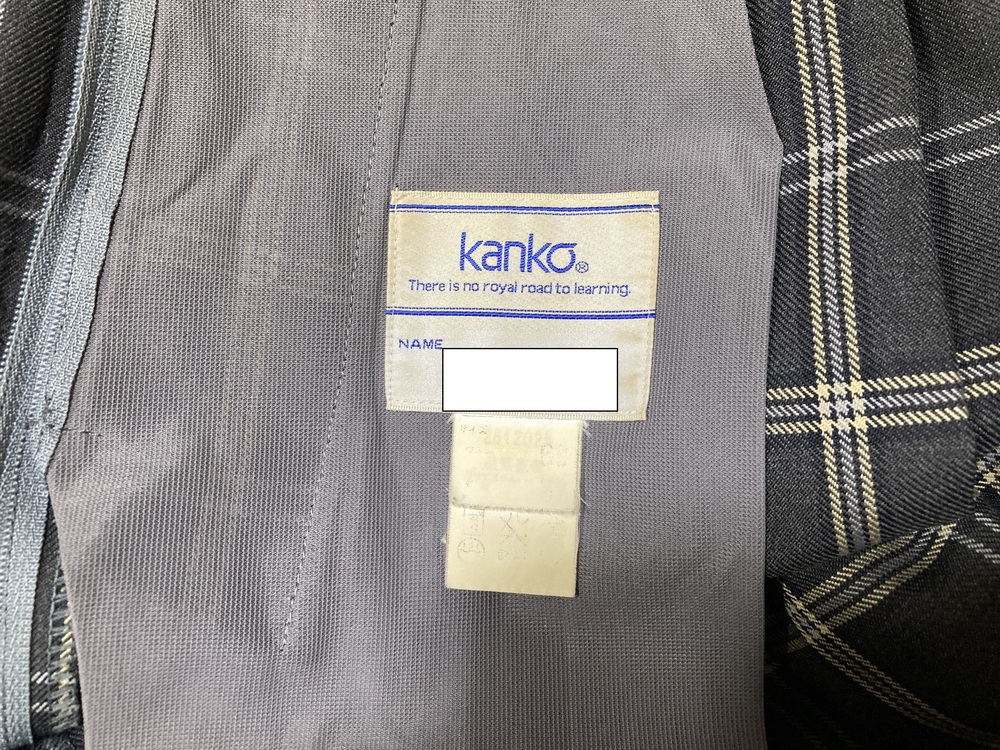 kanko®
There is no royal road to learning.
NAME